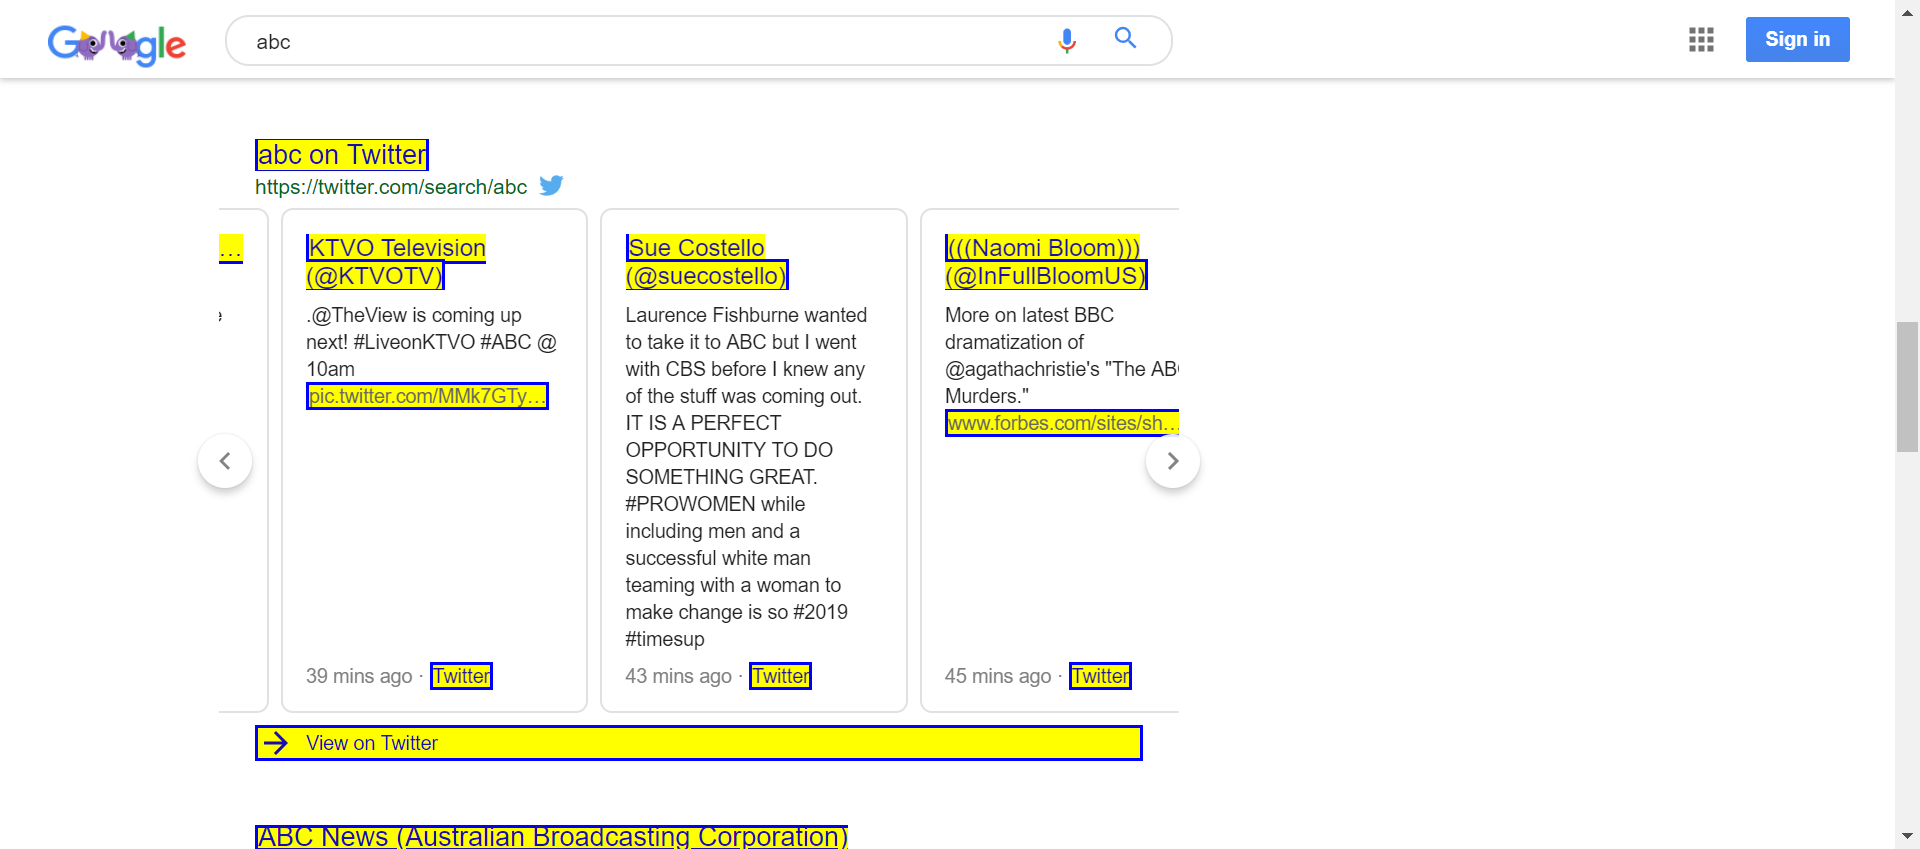 Google
abc
Sign in
abc on Twitter
https://twitter.com/search/abc
...
KTVO Television
(@KTVOTV)
.@TheView is coming up
next! #LiveonKTVO #ABC @
10am
pic.twitter.com/MMk7GTy...
39 mins ago · Twitter
Sue Costello
(@suecostello)
Laurence Fishburne wanted
to take it to ABC but I went
with CBS before I knew any
of the stuff was coming out.
IT IS A PERFECT
OPPORTUNITY TO DO
SOMETHING GREAT.
#PROWOMEN while
including men and a
successful white man
teaming with a woman to
make change is so #2019
#timesup
43 mins ago · Twitter
(((Naomi Bloom)))
(@InFullBloomUS)
More on latest BBC
dramatization of
@agathachristie's "The ABC
Murders."
www.forbes.com/sites/sh...
45 mins ago · Twitter
View on Twitter
ABC News (Australian Broadcasting Corporation)